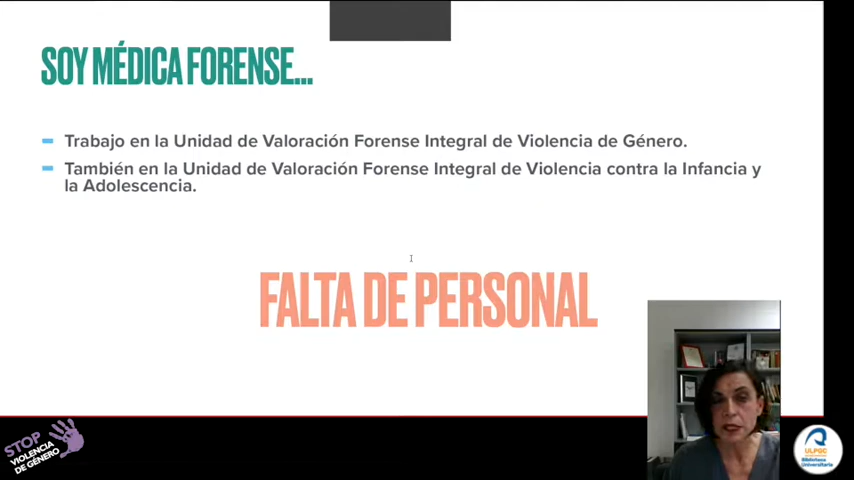 SOY MÉDICA FORENSE...
Trabajo en la Unidad de Valoración Forense Integral de Violencia de Género.
También en la Unidad de Valoración Forense Integral de Violencia contra la Infancia y
la Adolescencia.
FALTA DE PERSONAL
STOP
VIOLENCIA
DE GÉNERO
ULPGC
Biblioteca
Universitaria